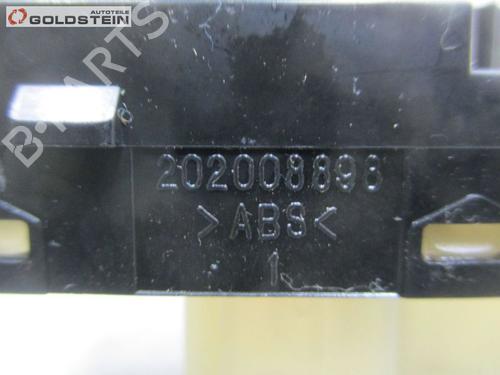 AUTOTEILE
GOLDSTEIN
B-PARTS
202008898
>ABS<
1